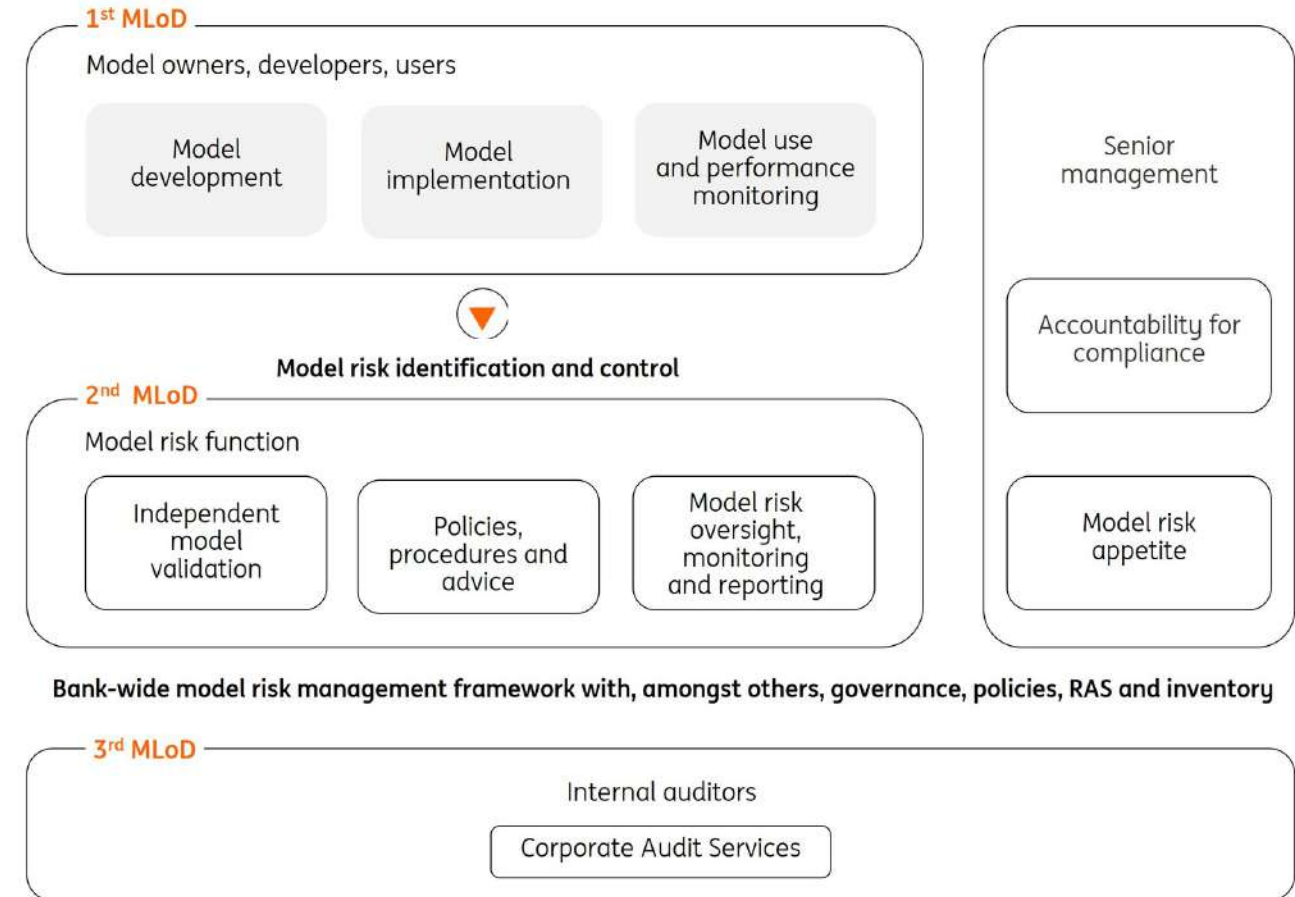 1st MLoD
Model owners, developers, users
Model
development
Model
implementation
Model use
and performance
monitoring
Model risk identification and control
2nd MLoD
Model risk function
Independent
model
validation
Policies,
procedures and
advice
Model risk
oversight,
monitoring
and reporting
Senior
management
Accountability for
compliance
Model risk
appetite
Bank-wide model risk management framework with, amongst others, governance, policies, RAS and inventory
3rd MLoD
Internal auditors
Corporate Audit Services